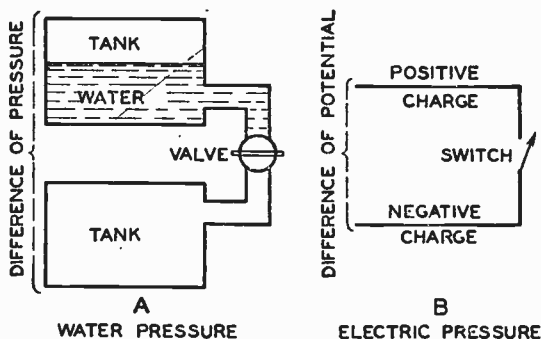 DIFFERENCE OF PRESSURE
TANK
WATER
VALVE
TANK
A
WATER PRESSURE
DIFFERENCE OF POTENTIAL
POSITIVE
CHARGE
SWITCH
NEGATIVE
CHARGE
B
ELECTRIC PRESSURE